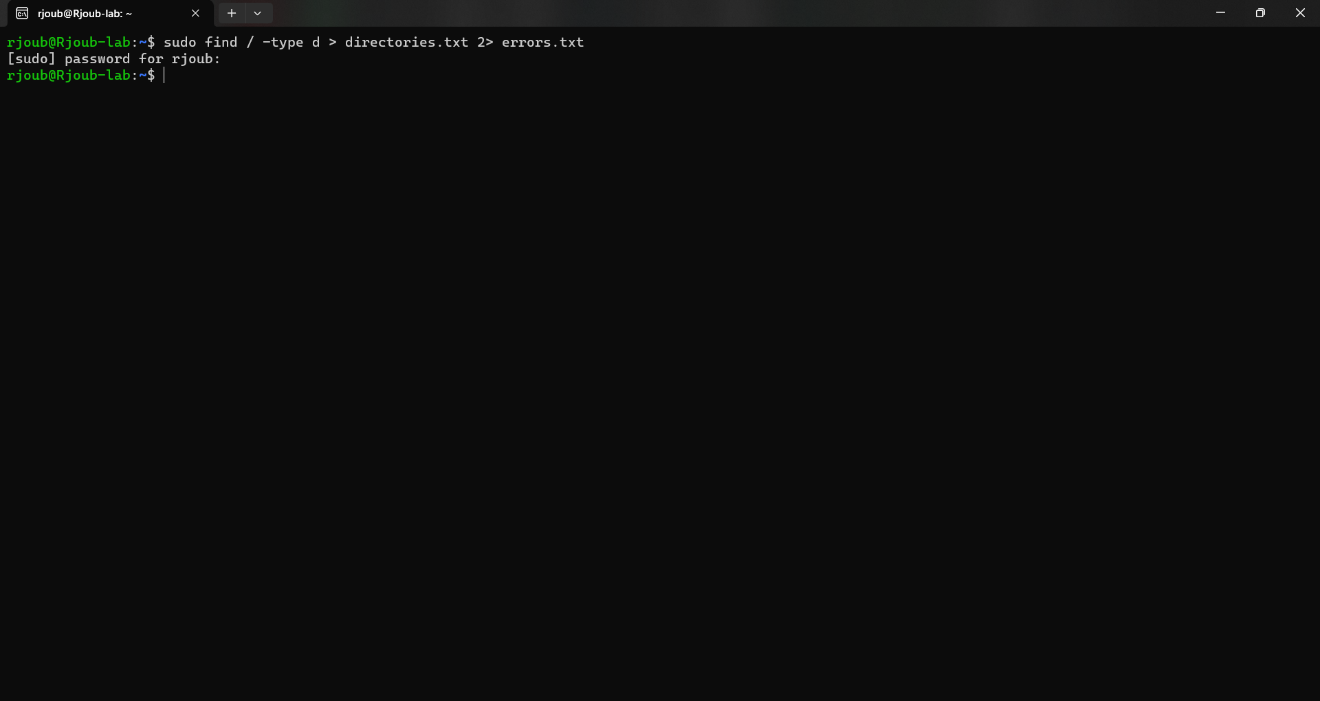 rjoub@Rjoub-lab: ~
rjoub@Rjoub-lab:~$ sudo find / -type d > directories.txt 2> errors.txt
[sudo] password for rjoub:
rjoub@Rjoub-lab:~$